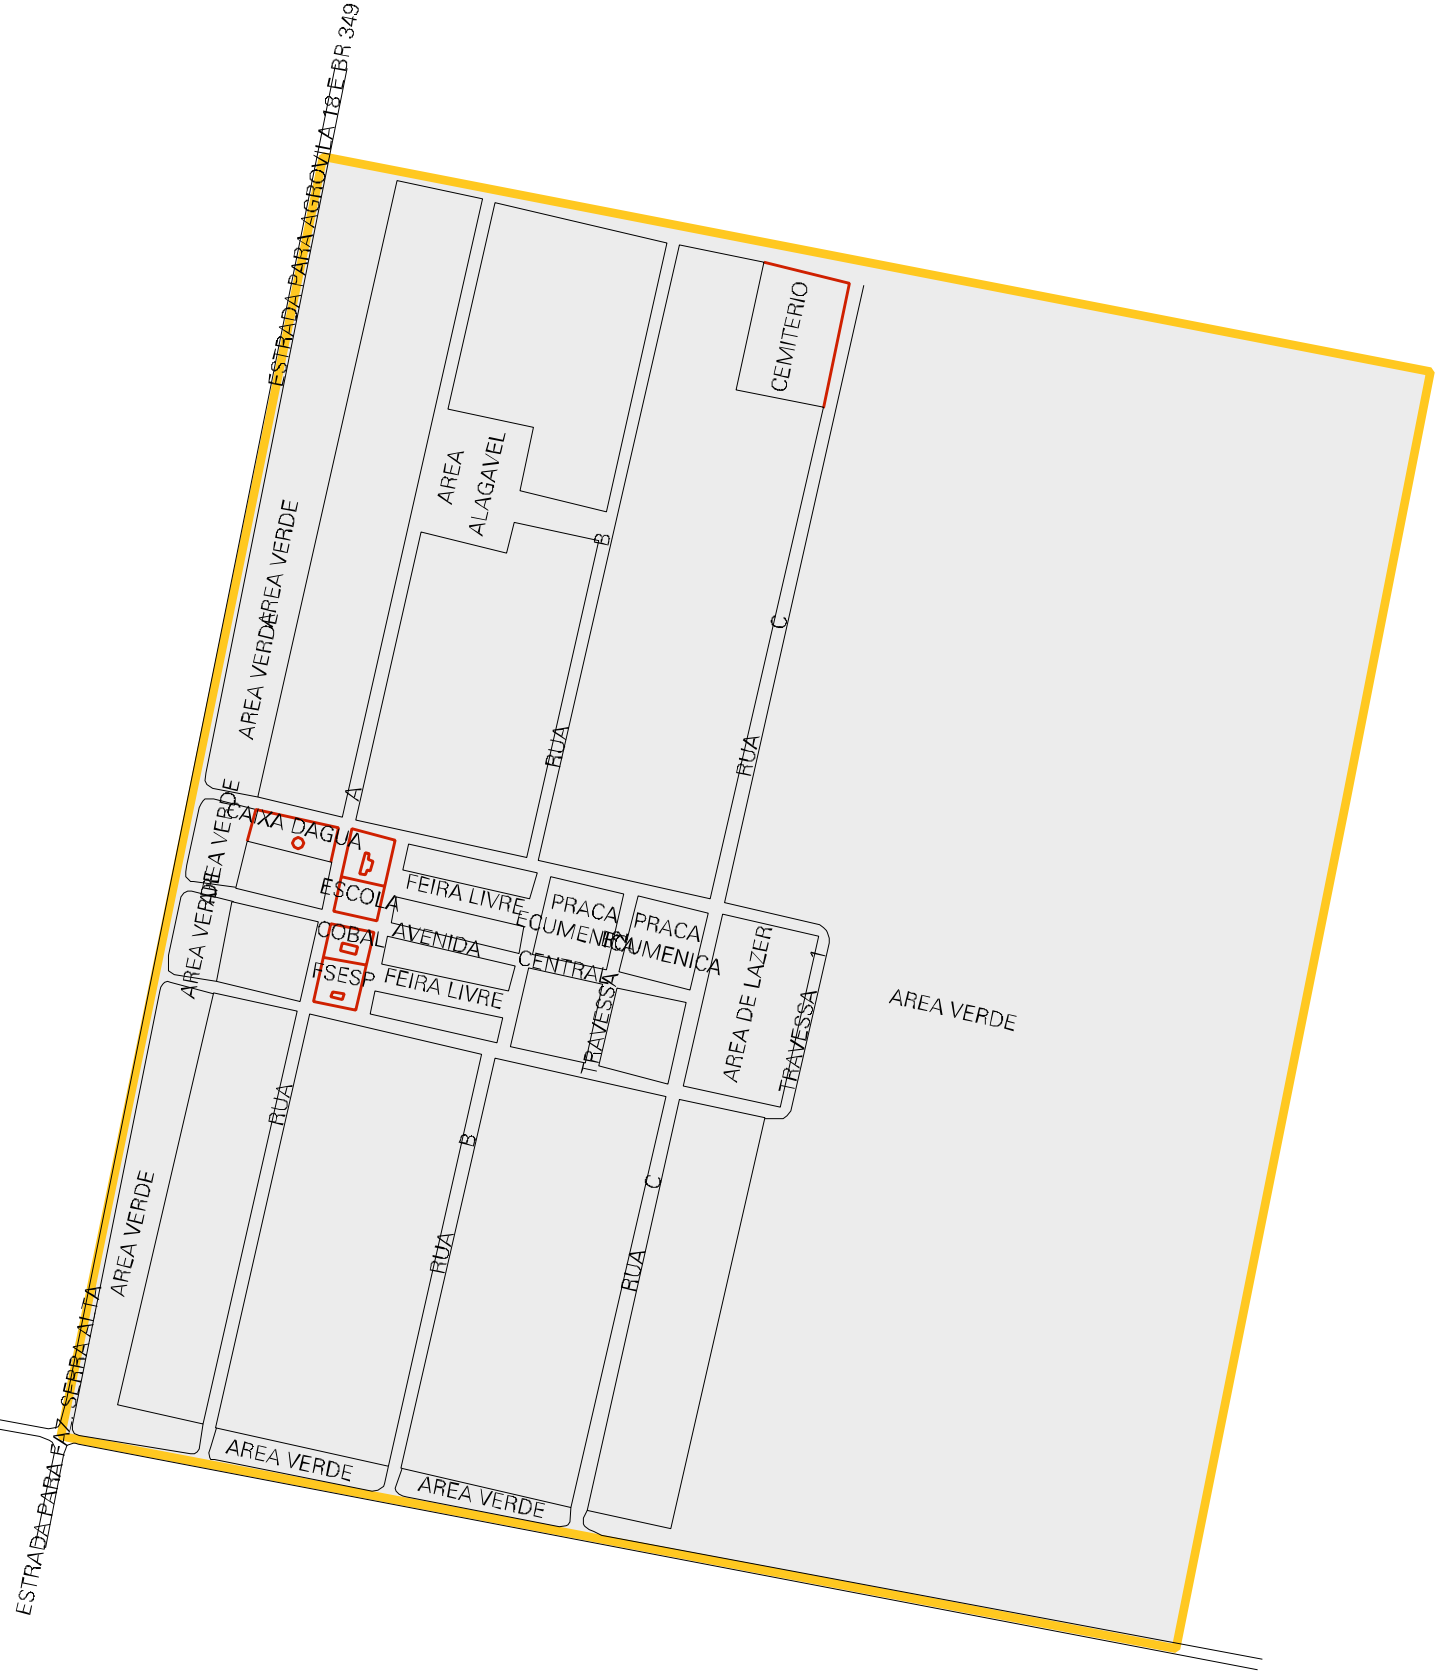 ESTRADA PARA AGROVILA 18 E BR 349
CEMITERIO
AREA
ALAGAVEL
B
AREA VERDE
AREA VERDE
C
RUA
RUA
A
AREA VERDE
CAIXA DAGUA
ESCOLA
FEIRA LIVRE
PRACA
ECUMENICA
PRACA
ECUMENICA
AREA VERDE
COBAL
AVENIDA
CENTRAL
FSESP
FEIRA LIVRE
TRAVESSA
AREA DE LAZER
TRAVESSA 1
AREA VERDE
RUA
B
C
AREA VERDE
RUA
RUA
ESTRADA PARA FAZ. SERRA ALTA
AREA VERDE
AREA VERDE